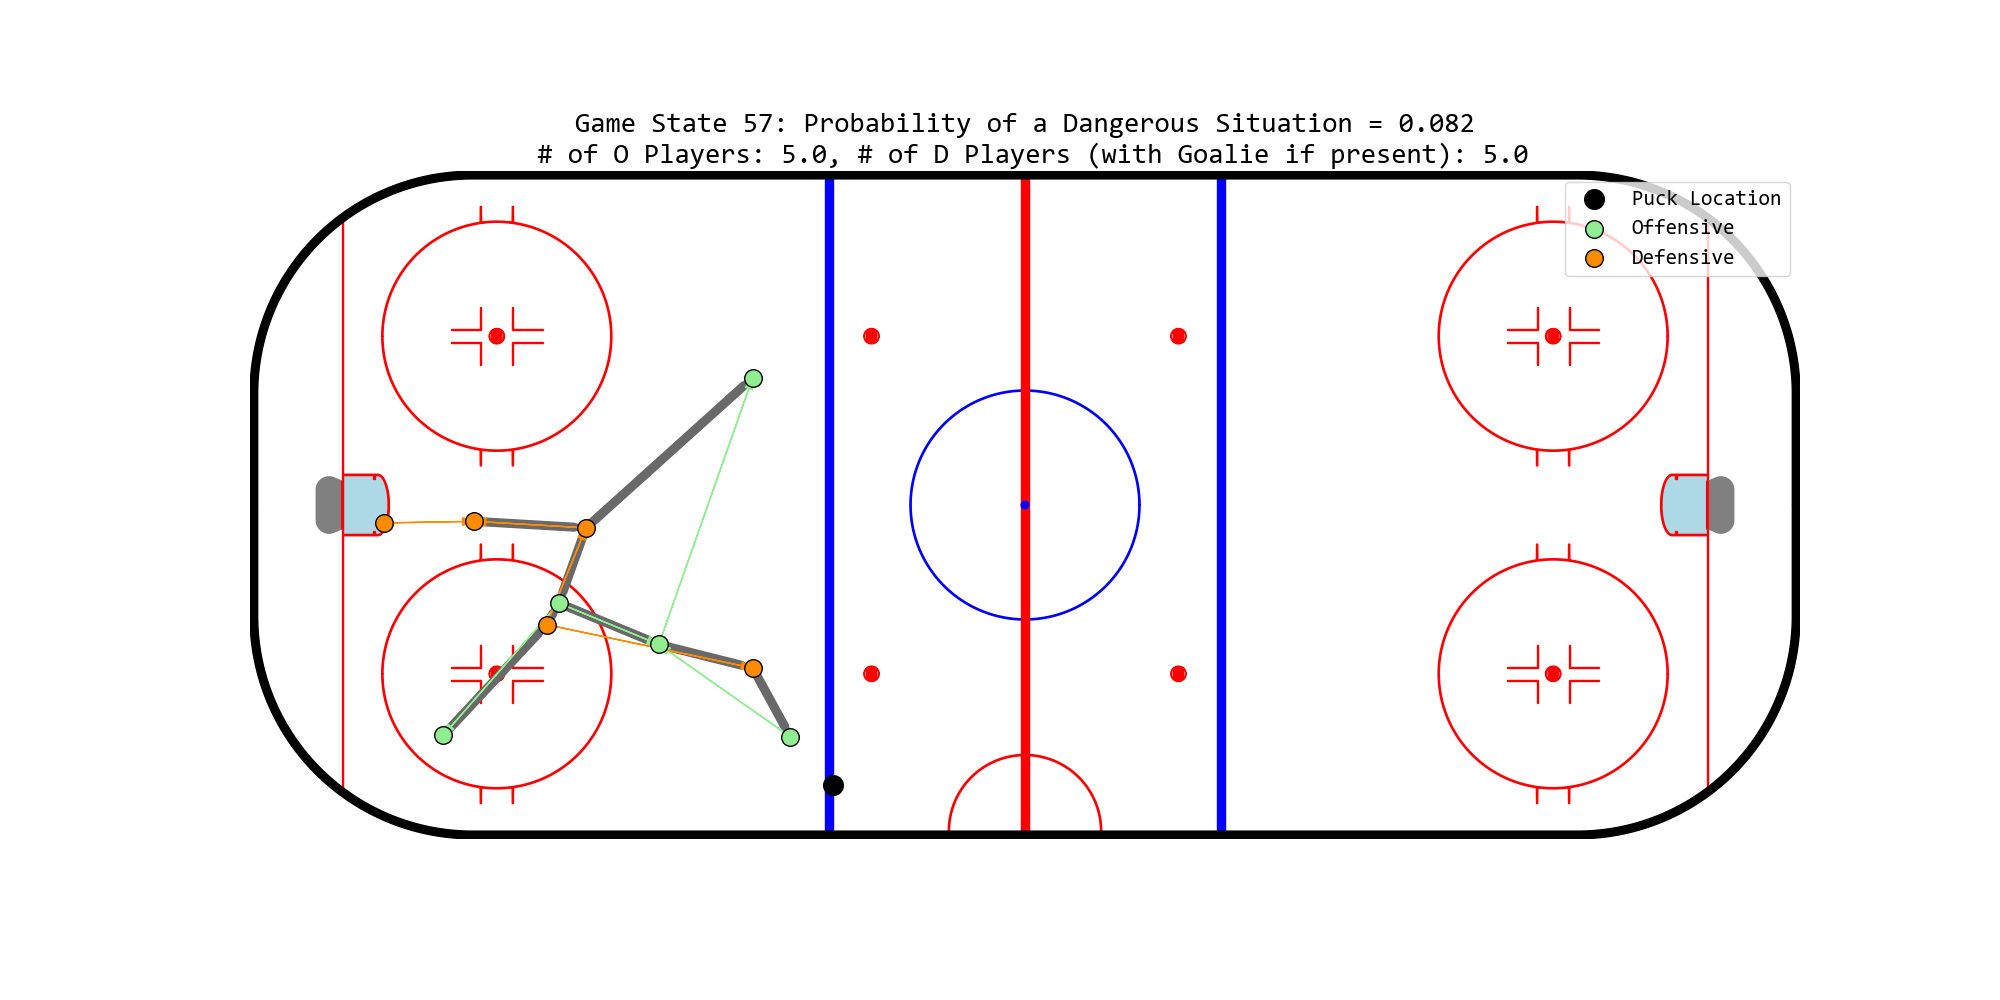 Game State 57: Probability of a Dangerous Situation = 0.082
# of O Players: 5.0, # of D Players (with Goalie if present): 5.0
Puck Location
Offensive
Defensive